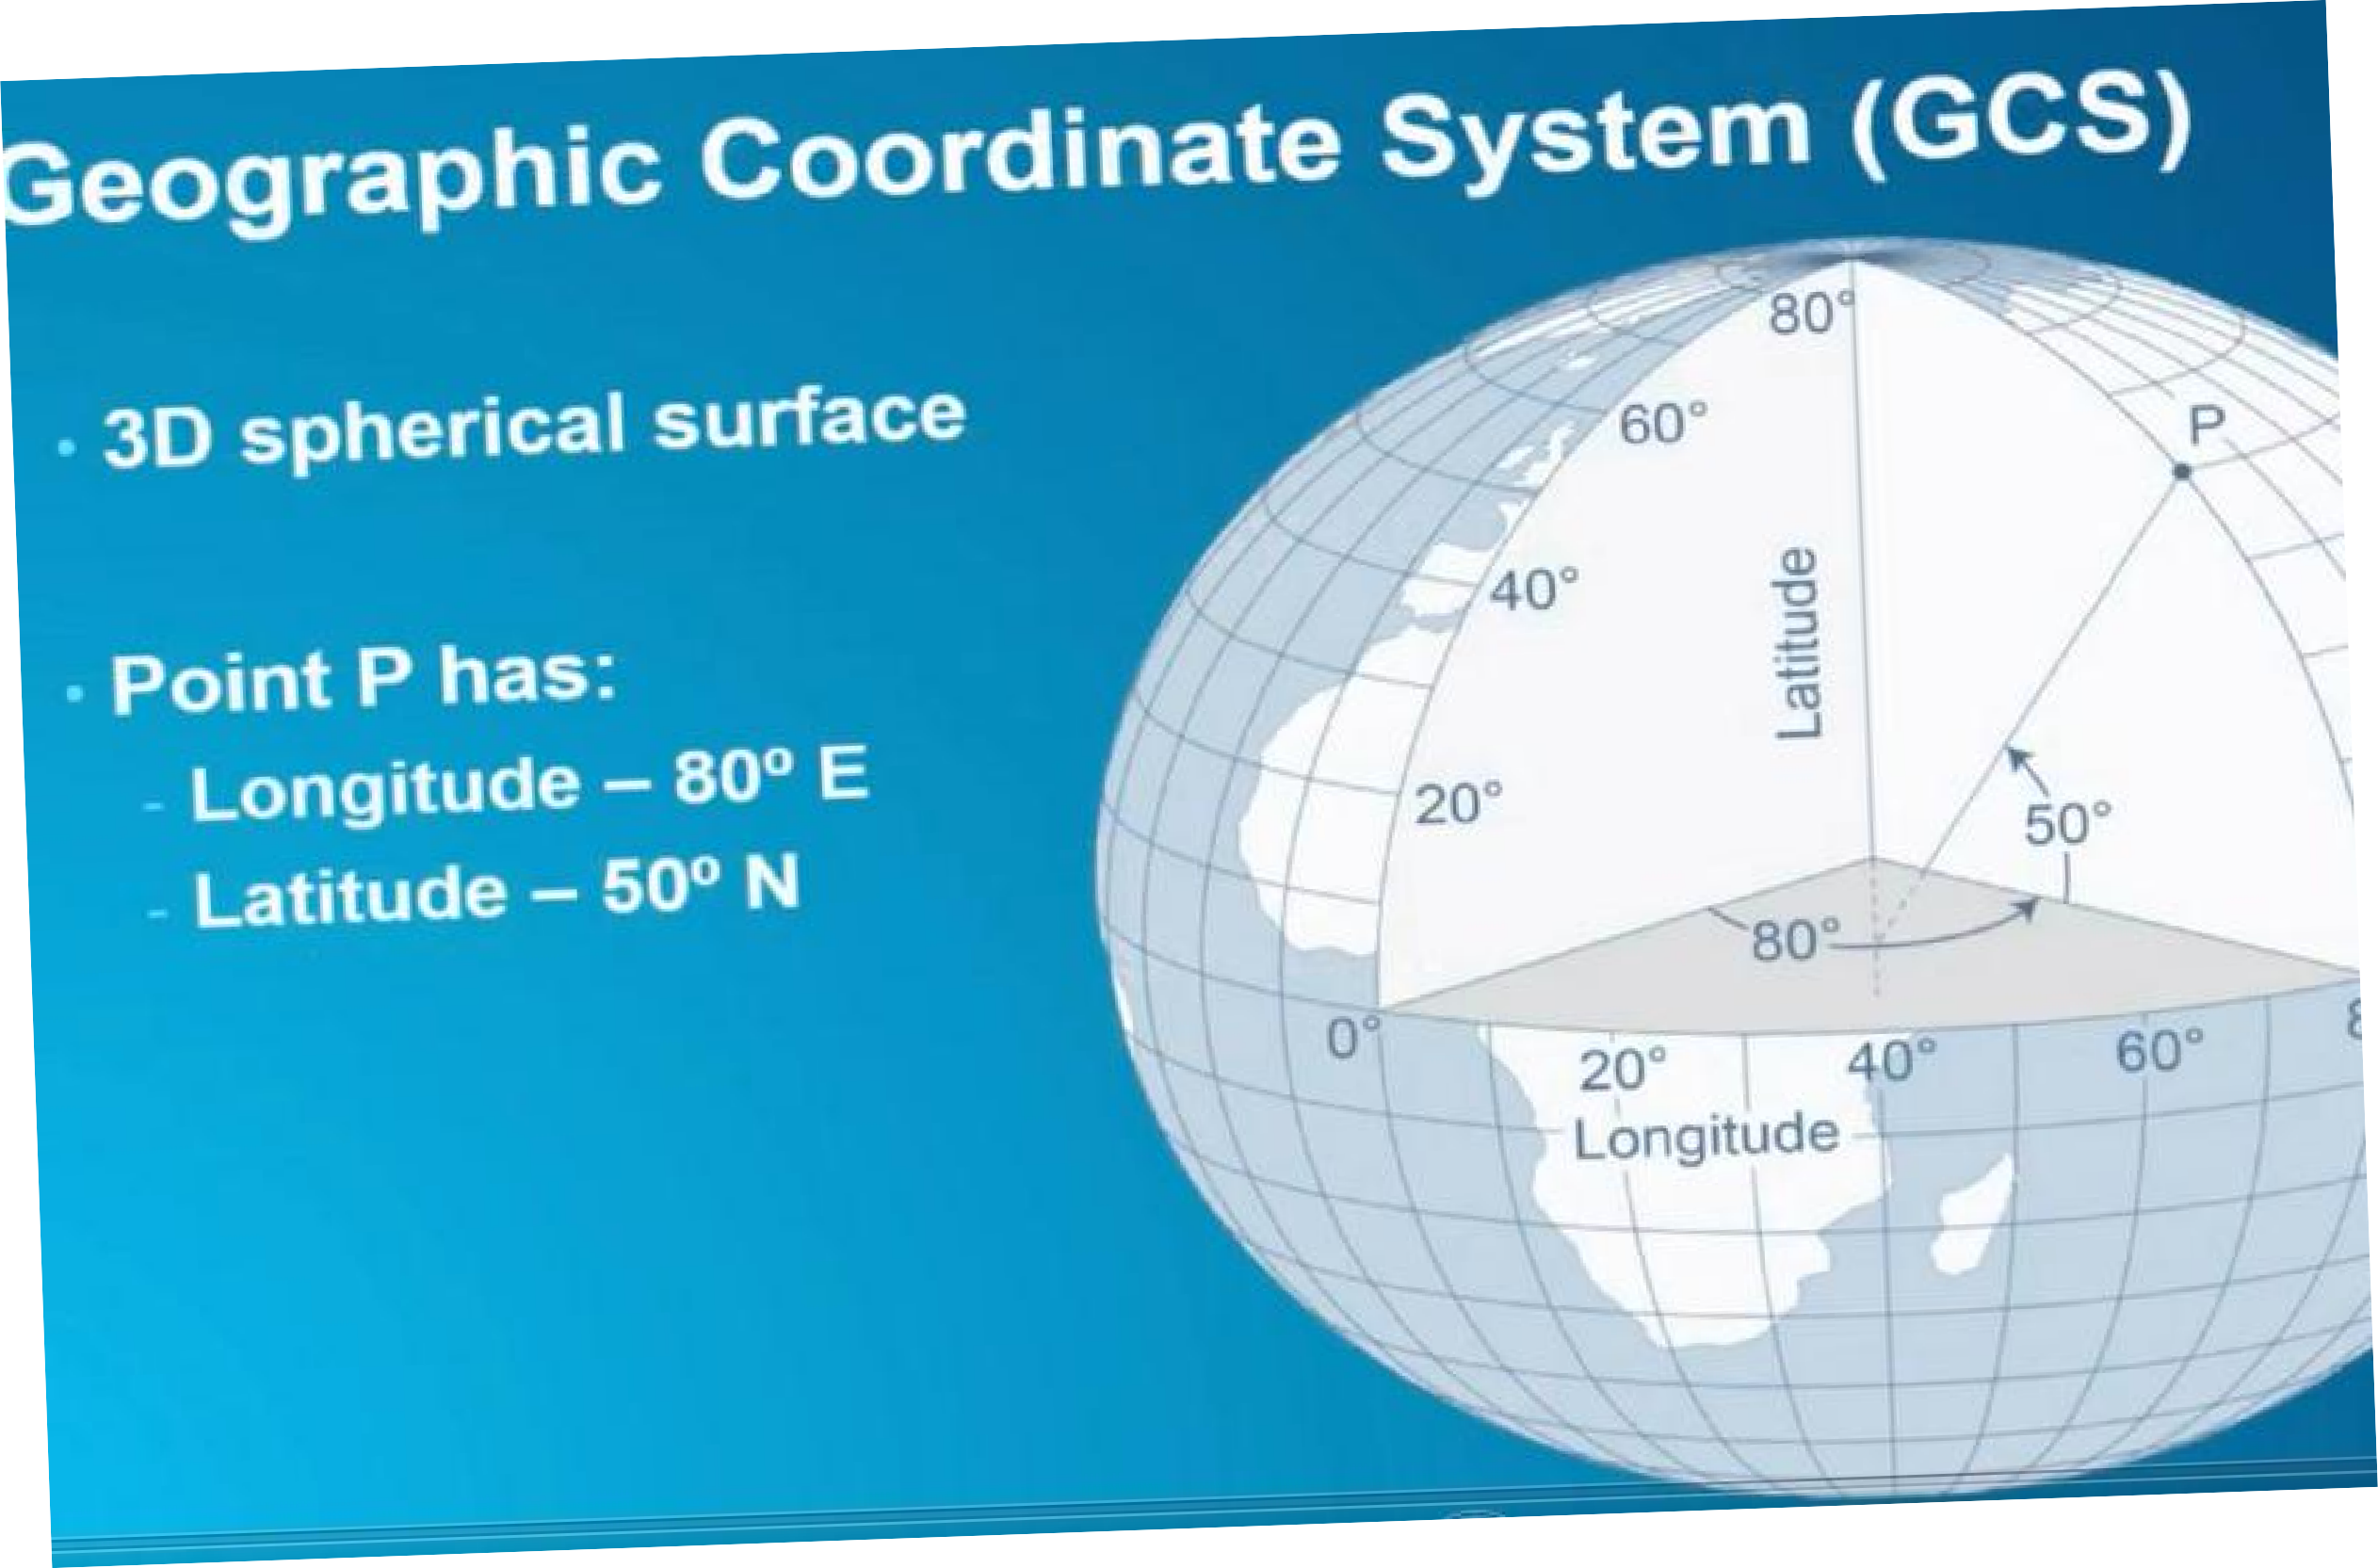 Geographic Coordinate System (GCS)
• 3D spherical surface
• Point P has:
- Longitude – 80º E
- Latitude – 50º N
80°
60°
P
40°
Latitude
20°
50°
80°
0°
20°
40°
60°
8
Longitude